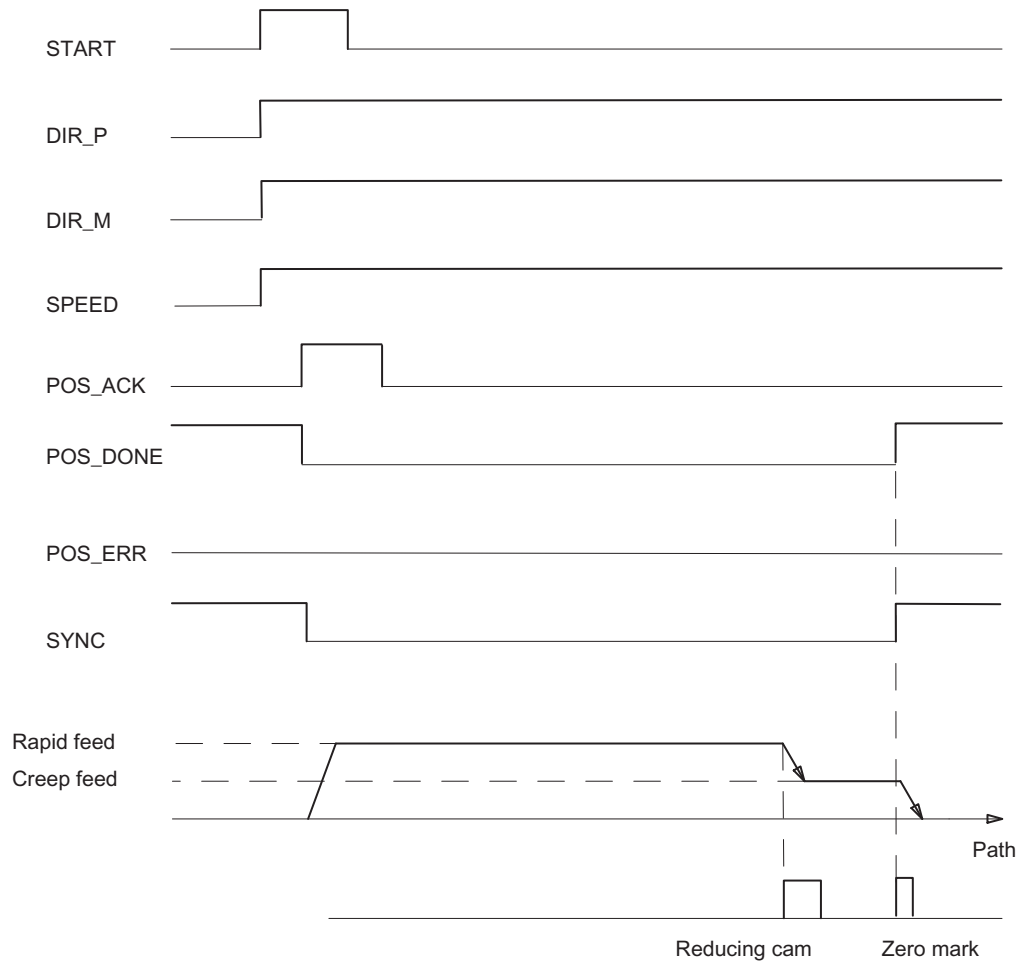 START
DIR_P
DIR_M
SPEED
POS_ACK
POS_DONE
POS_ERR
SYNC
Rapid feed
Creep feed
Path
Reducing cam
Zero mark